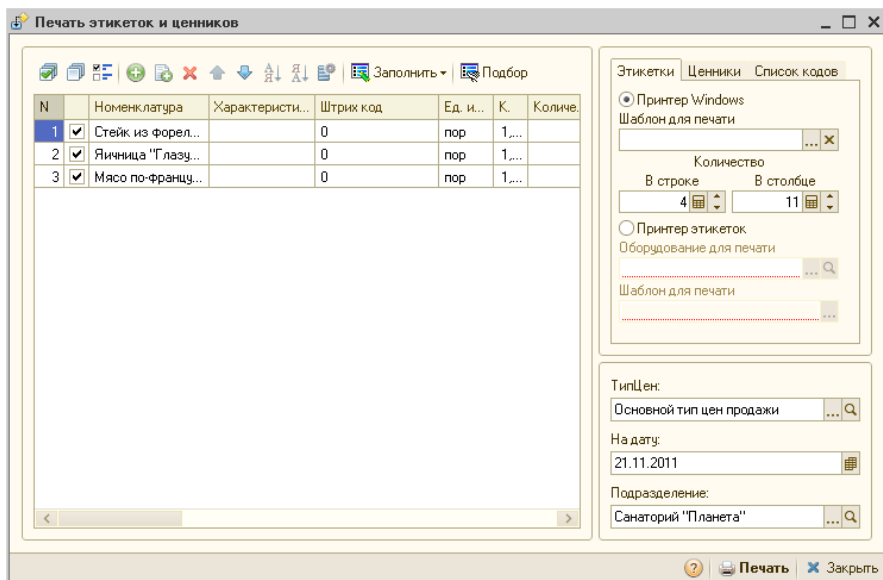 Печать этикеток и ценников
Заполнить Подбор
N Номенклатура Характеристи... Штрих код Ед. и... К. Количе.
1 Стейк из форел... 0 пор 1,...
2 Яичница "Глазу... 0 пор 1,...
3 Мясо по-францу... 0 пор 1,...
Этикетки Ценники Список кодов
Принтер Windows
Шаблон для печати
...
Количество
В строке В столбце
4 11
Принтер этикеток
Оборудование для печати
...
Шаблон для печати
...
ТипЦен:
Основной тип цен продажи ...
На дату:
21.11.2011
Подразделение:
Санаторий "Планета" ...
? Печать Закрыть